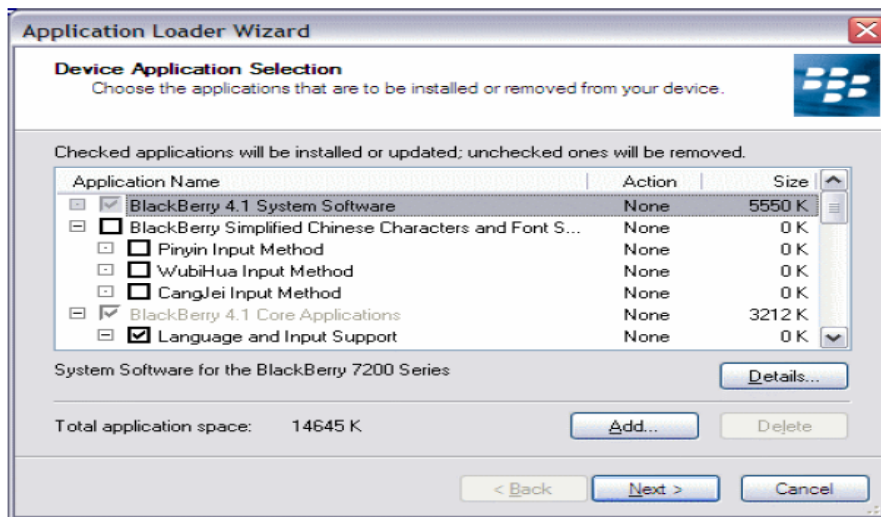 Application Loader Wizard
Device Application Selection
Choose the applications that are to be installed or removed from your device.
Checked applications will be installed or updated; unchecked ones will be removed.
Application Name Action Size
BlackBerry 4.1 System Software None 5550 K
BlackBerry Simplified Chinese Characters and Font S... None 0 K
Pinyin Input Method None 0 K
WubiHua Input Method None 0 K
CangJei Input Method None 0 K
BlackBerry 4.1 Core Applications None 3212 K
Language and Input Support None 0 K
System Software for the BlackBerry 7200 Series
Details...
Total application space: 14645 K Add... Delete
< Back Next > Cancel